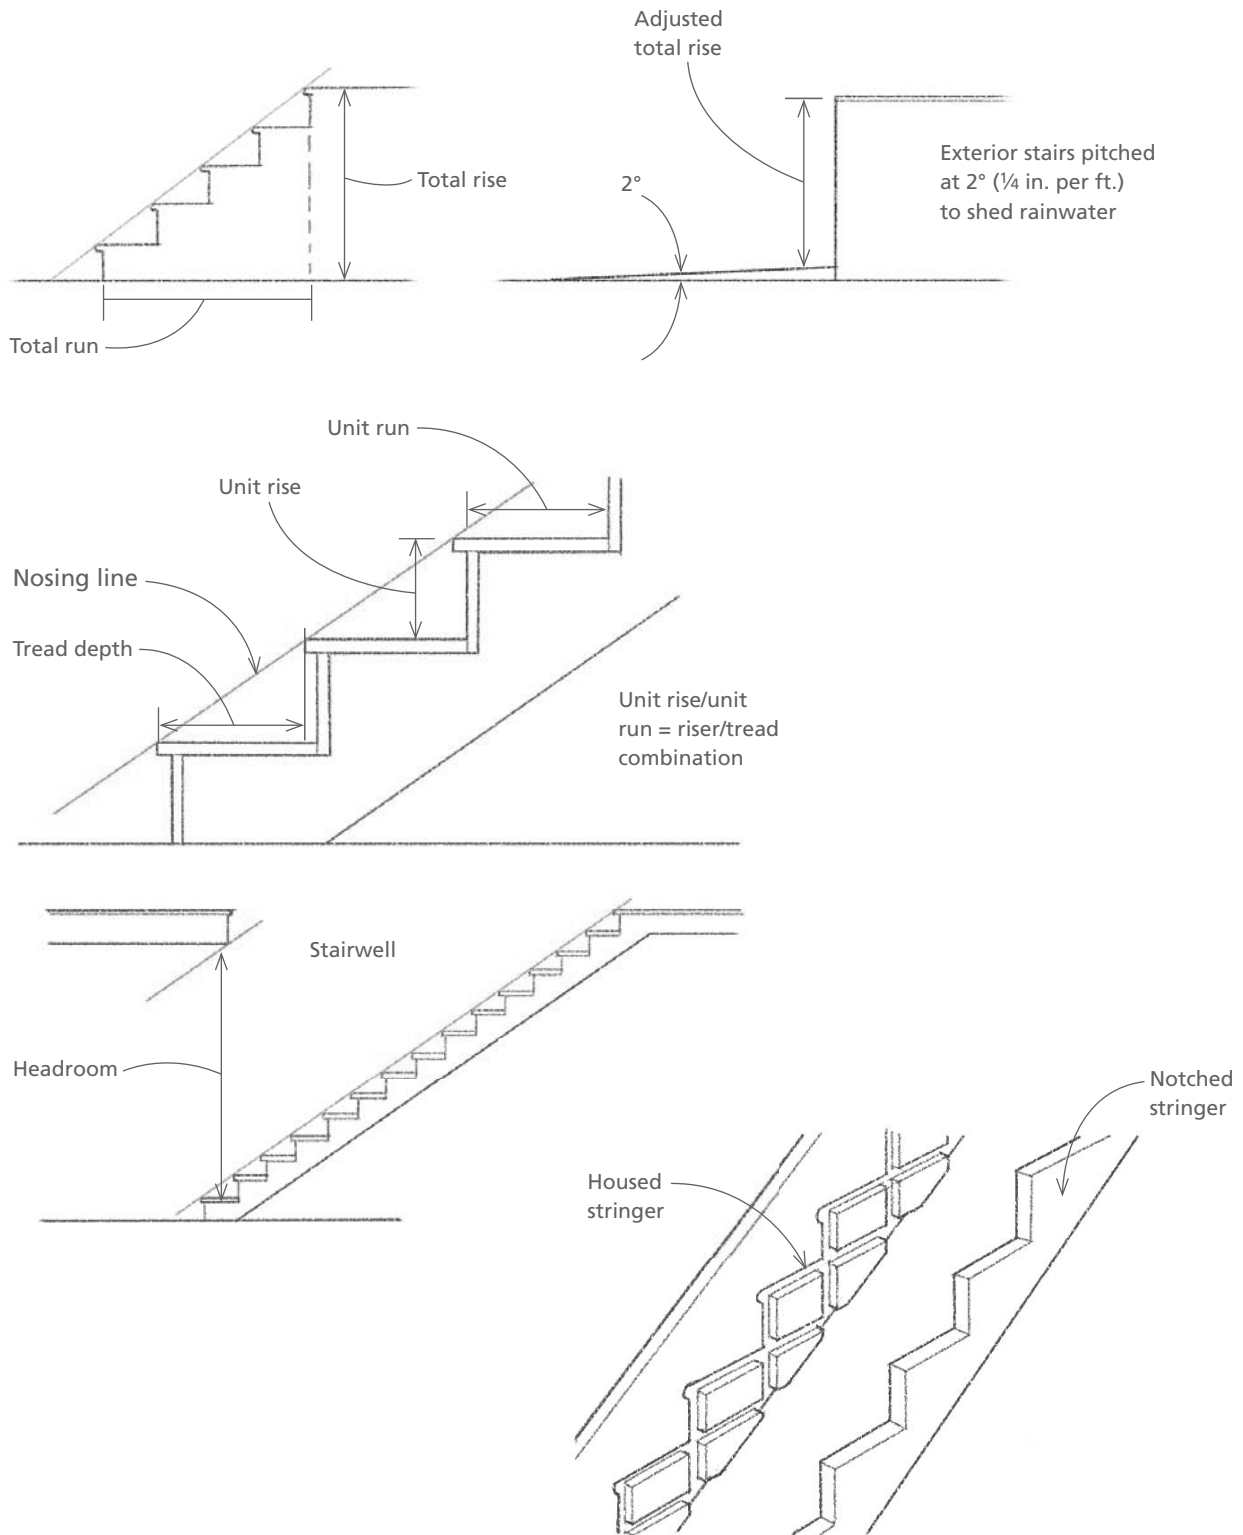 Adjusted
total rise
Total rise
2°
Exterior stairs pitched
at 2° (¼ in. per ft.)
to shed rainwater
Total run
Unit run
Unit rise
Nosing line
Tread depth
Unit rise/unit
run = riser/tread
combination
Stairwell
Headroom
Notched
stringer
Housed
stringer